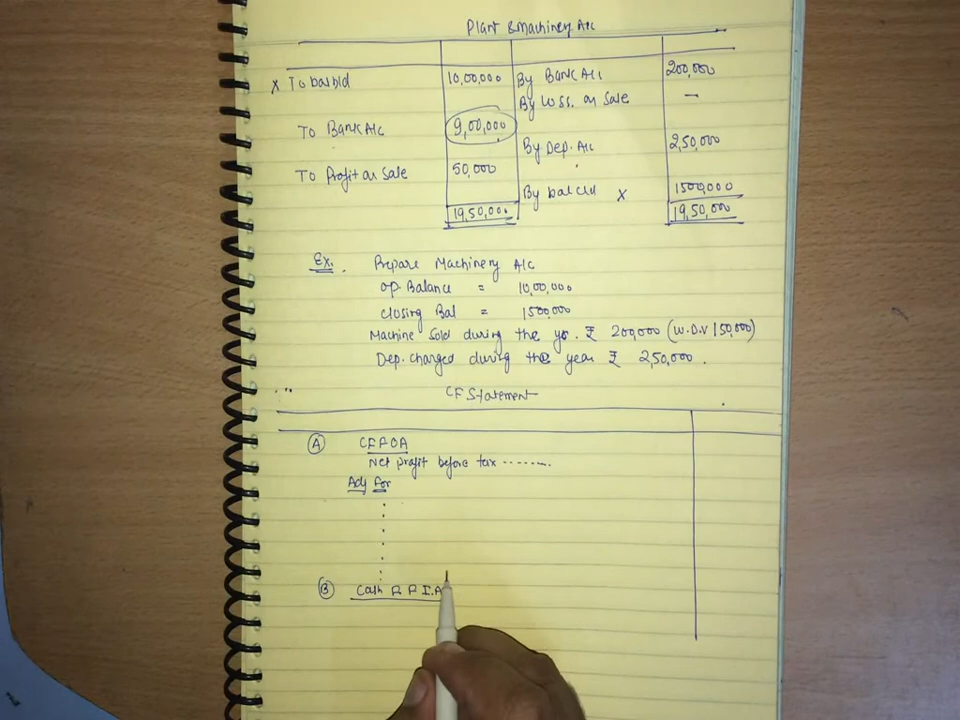 Plant & Machinery A/c
x To bal b/d 10,00,000 By Bank A/c 200,000
By Loss on Sale —
To Bank A/c 9,00,000
By Dep. A/c 2,50,000
To Profit on Sale 50,000
By bal c/d x 1500,000
19,50,000 19,50,000
Ex. Prepare Machinery A/c
op. Balance = 10,00,000
closing Bal = 1500000
Machine Sold during the yr. ₹ 200,000 (W.D.V 150,000)
Dep. charged during the year ₹ 2,50,000.
CF Statement
A CFFOA
Net profit before tax ........
Adj For
B Cash F F I.A